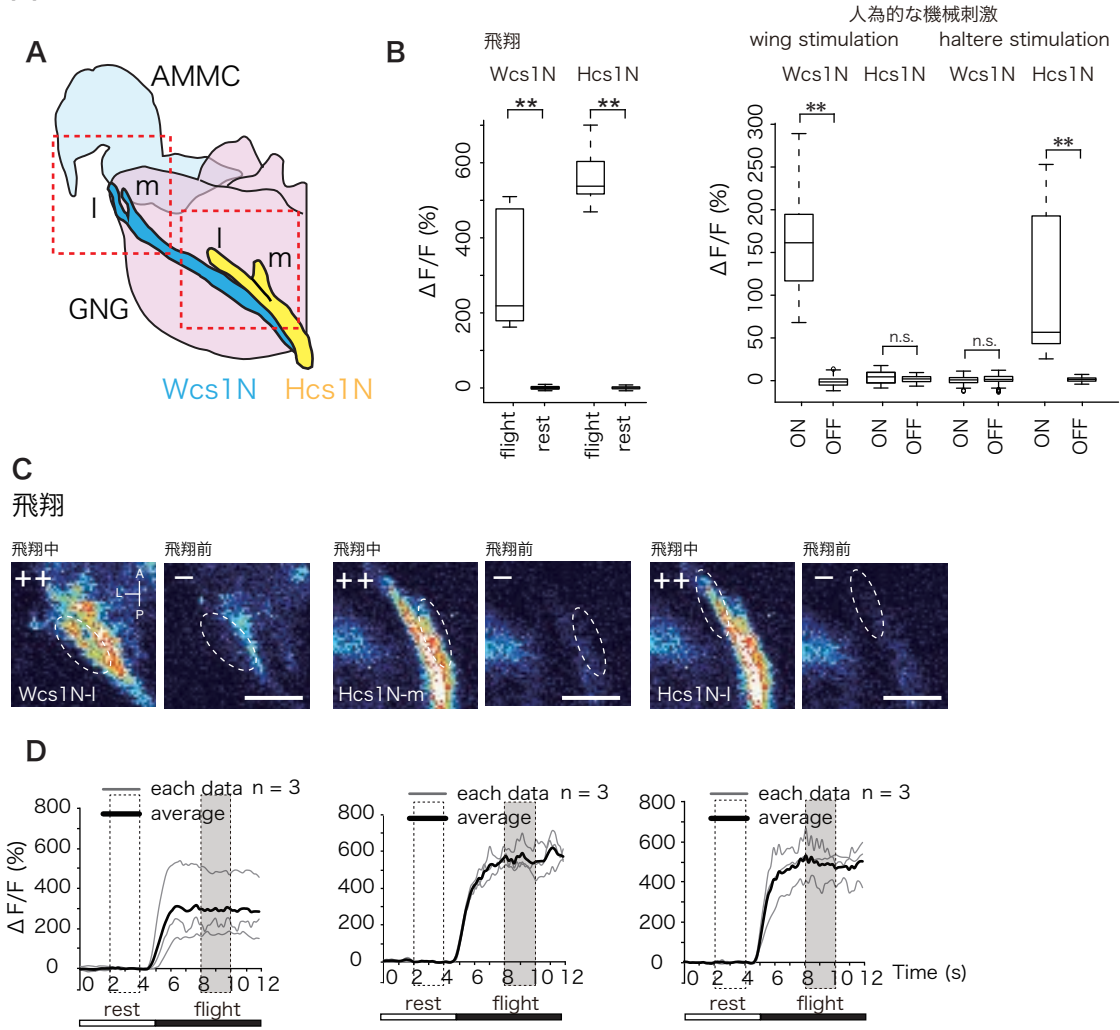 A
AMMC
m
l
l
m
GNG
Wcs1N Hcs1N
B
飛翔
Wcs1N Hcs1N
** **
ΔF/F (%)
600
400
200
0
flight
rest
flight
rest
人為的な機械刺激
wing stimulation haltere stimulation
Wcs1N Hcs1N Wcs1N Hcs1N
** n.s. n.s. **
ΔF/F (%)
300
250
200
150
100
50
0
ON
OFF
ON
OFF
ON
OFF
ON
OFF
C
飛翔
飛翔中 飛翔前 飛翔中 飛翔前 飛翔中 飛翔前
++ − ++ − ++ −
A
L
P
Wcs1N-l Hcs1N-m Hcs1N-l
D
each data n = 3
average
ΔF/F (%)
800
600
400
200
0
0 2 4 6 8 10 12
rest flight
each data n = 3
average
800
600
400
200
0
0 2 4 6 8 10 12
rest flight
each data n = 3
average
800
600
400
200
0
0 2 4 6 8 10 12 Time (s)
rest flight